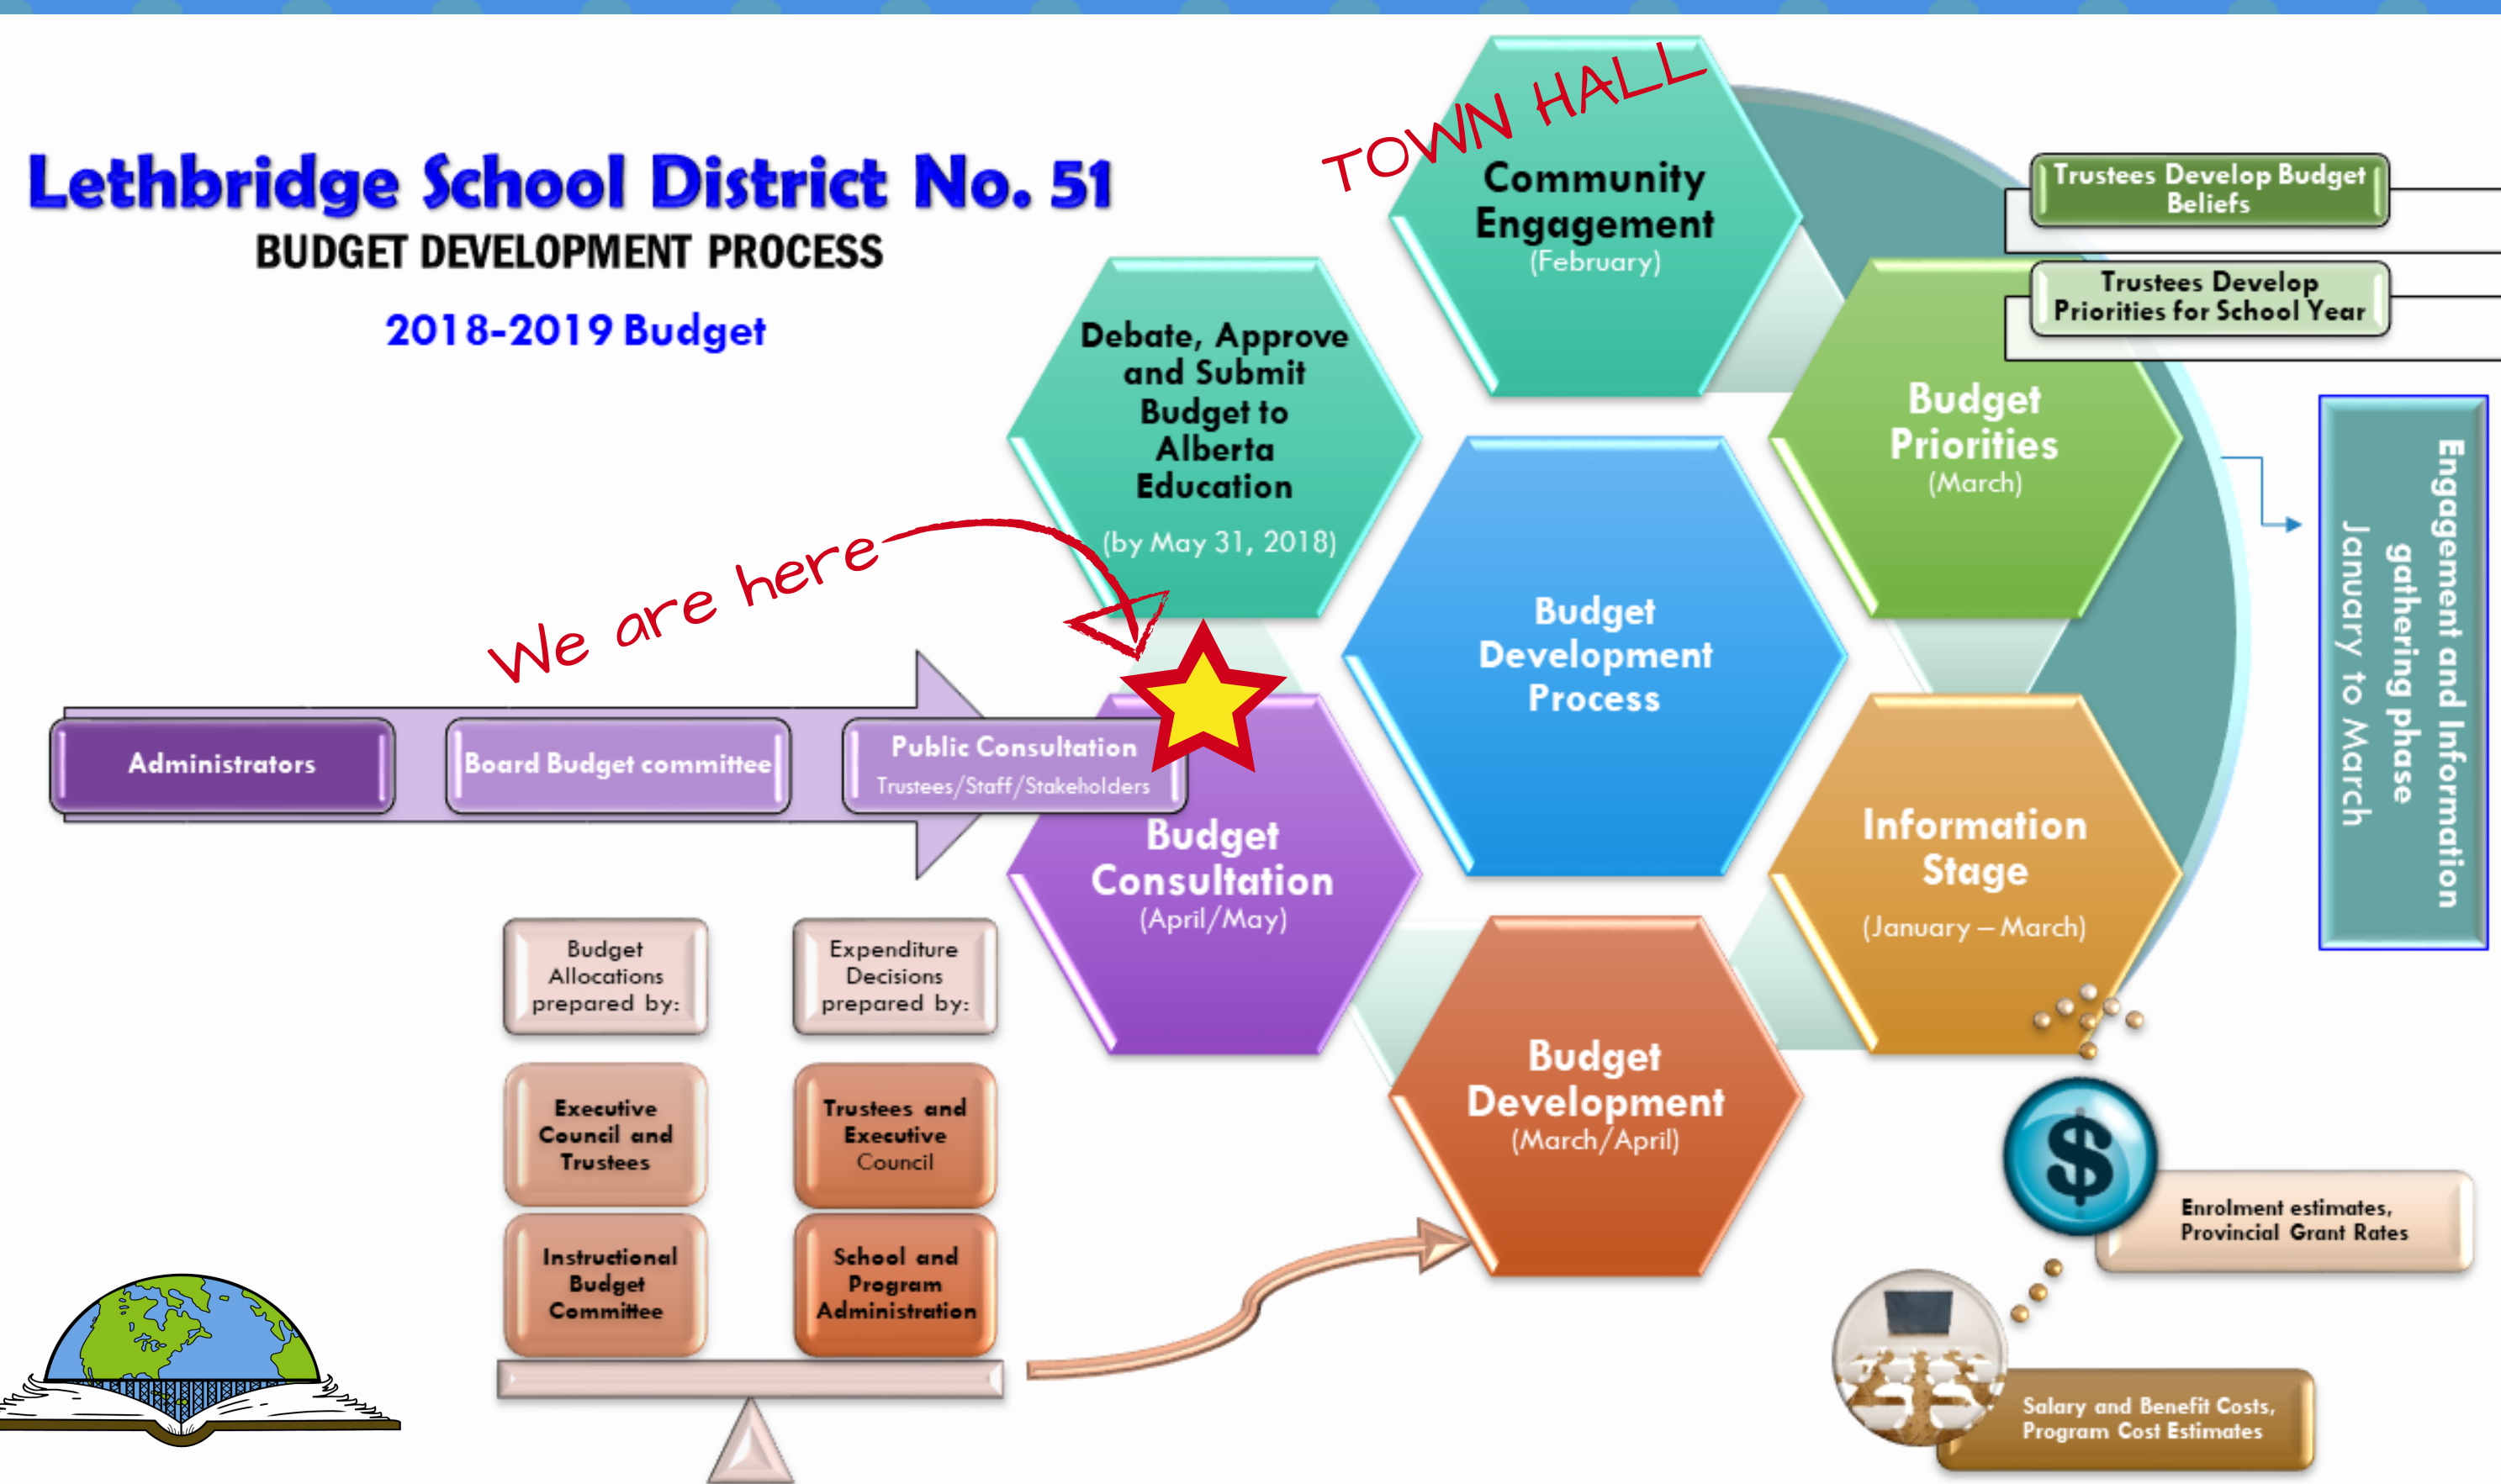 Lethbridge School District No. 51
BUDGET DEVELOPMENT PROCESS
2018-2019 Budget
TOWN HALL
Community
Engagement
(February)
Trustees Develop Budget
Beliefs
Trustees Develop
Priorities for School Year
Budget
Priorities
(March)
Engagement and Information
gathering phase
January to March
Debate, Approve
and Submit
Budget to
Alberta
Education
(by May 31, 2018)
We are here
Budget
Development
Process
Administrators
Board Budget committee
Public Consultation
Trustees/Staff/Stakeholders
Budget
Consultation
(April/May)
Information
Stage
(January – March)
Budget
Development
(March/April)
Budget
Allocations
prepared by:
Executive
Council and
Trustees
Instructional
Budget
Committee
Expenditure
Decisions
prepared by:
Trustees and
Executive
Council
School and
Program
Administration
$
Enrolment estimates,
Provincial Grant Rates
Salary and Benefit Costs,
Program Cost Estimates